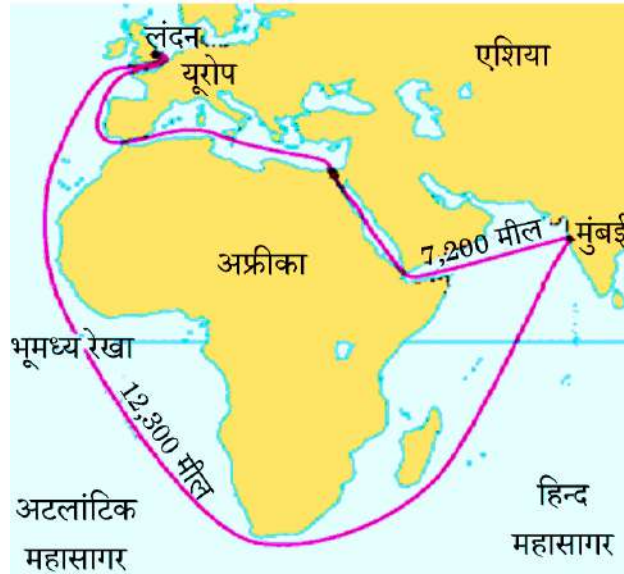 लंदन
यूरोप
एशिया
7,200 मील
मुंबई
अफ्रीका
भूमध्य रेखा
12,300 मील
अटलांटिक
महासागर
हिन्द
महासागर